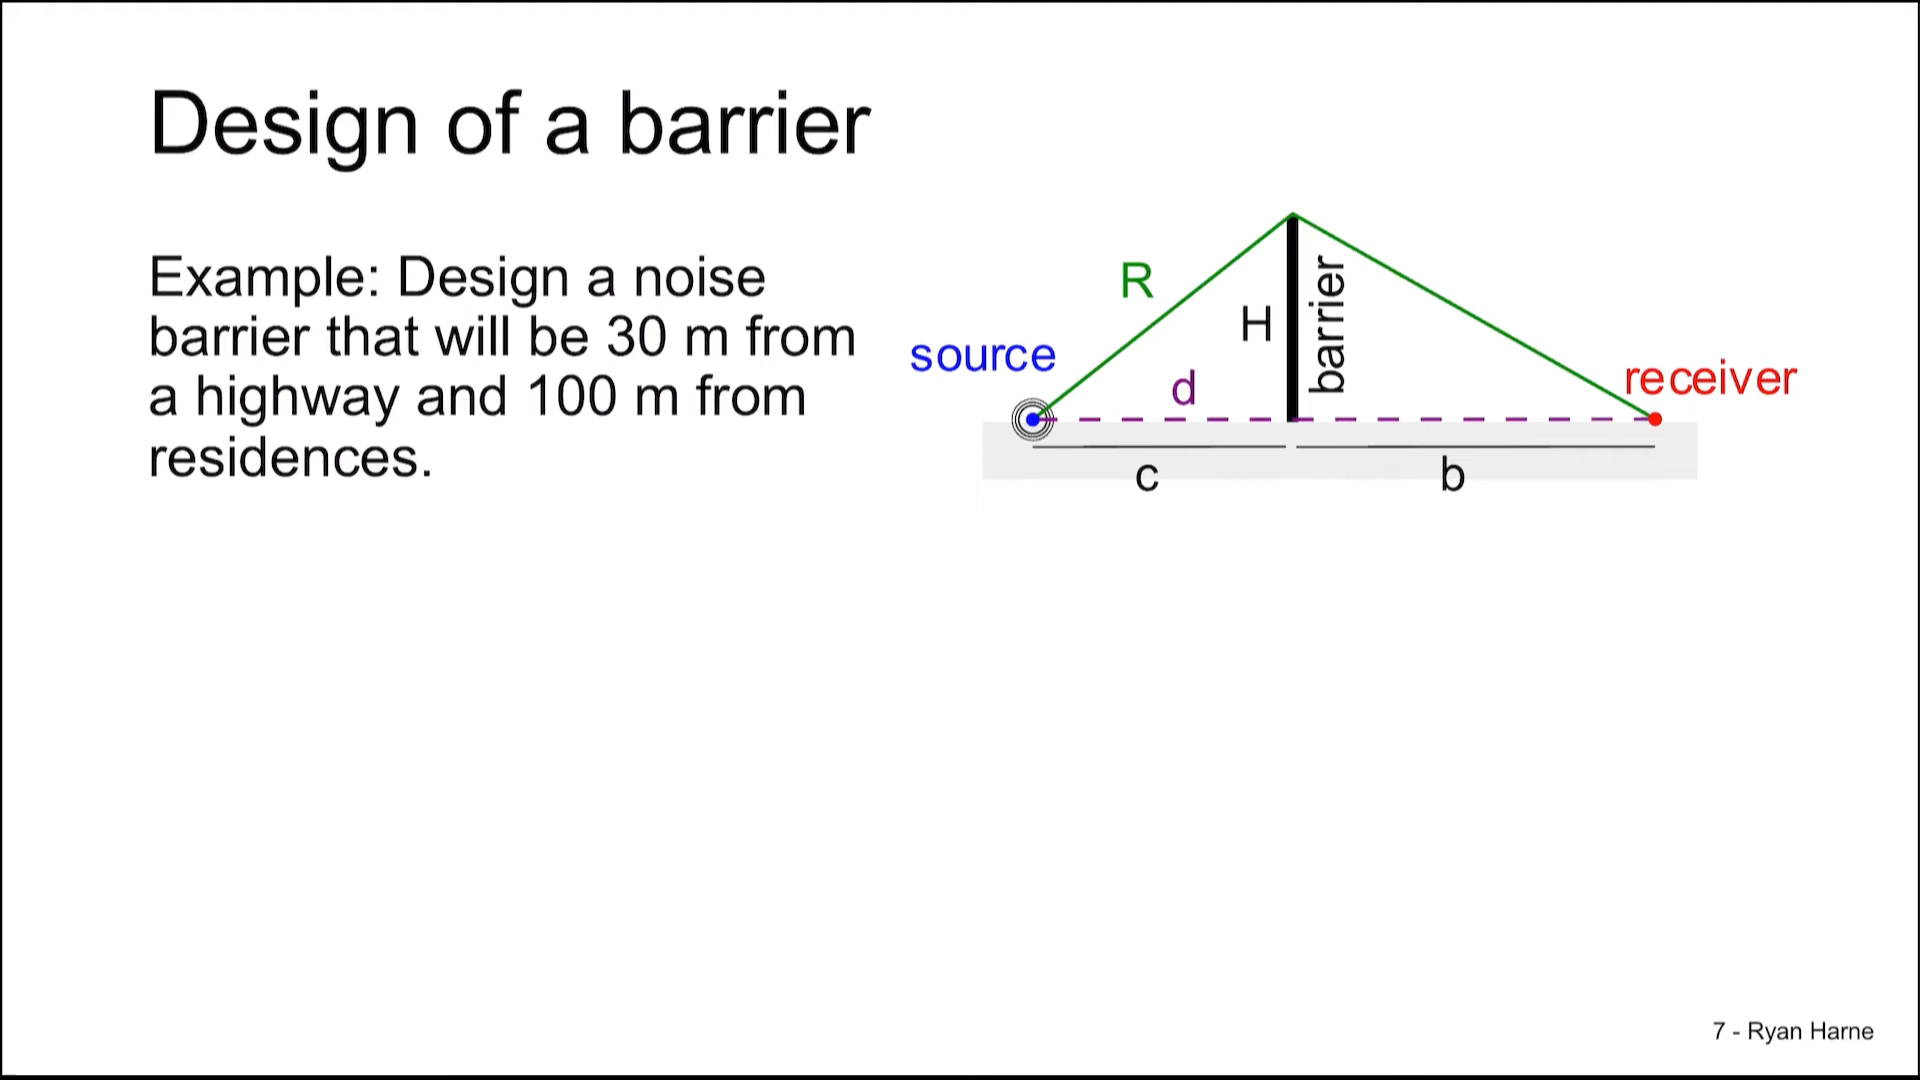 Design of a barrier
Example: Design a noise
barrier that will be 30 m from
a highway and 100 m from
residences.
R
H
barrier
source
d
receiver
c
b
7 - Ryan Harne